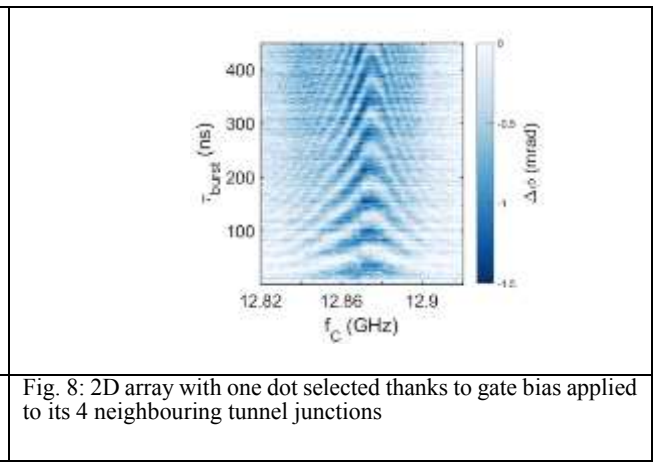 400
300
200
100
τburst (ns)
12.82 12.86 12.9
fC (GHz)
0
-0.5
-1
-1.5
Δφ (mrad)
Fig. 8: 2D array with one dot selected thanks to gate bias applied
to its 4 neighbouring tunnel junctions